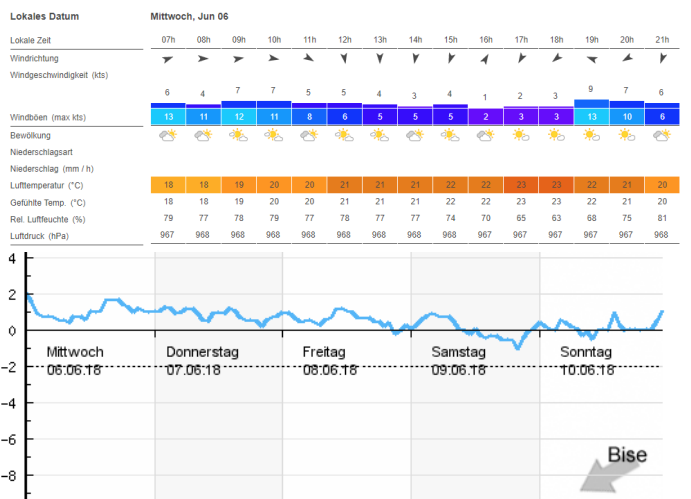 Lokales Datum Mittwoch, Jun 06
Lokale Zeit 07h 08h 09h 10h 11h 12h 13h 14h 15h 16h 17h 18h 19h 20h 21h
Windrichtung
Windgeschwindigkeit (kts)
6 4 7 7 5 5 4 3 4 1 2 3 9 7 6
Windböen (max kts) 13 11 12 11 8 6 5 5 5 2 3 3 13 10 6
Bewölkung
Niederschlagsart
Niederschlag (mm / h)
Lufttemperatur (°C) 18 18 19 20 20 21 21 21 22 22 23 23 22 21 20
Gefühlte Temp. (°C) 18 18 19 20 20 21 21 21 22 22 23 23 22 21 20
Rel. Luftfeuchte (%) 79 77 78 79 77 78 77 77 74 70 65 63 68 75 81
Luftdruck (hPa) 967 968 968 968 968 968 968 968 968 967 967 967 967 967 968
4
2
0
Mittwoch Donnerstag Freitag Samstag Sonntag
-2 06.06.18 07.06.18 08.06.18 09.06.18 10.06.18
-4
-6
Bise
-8